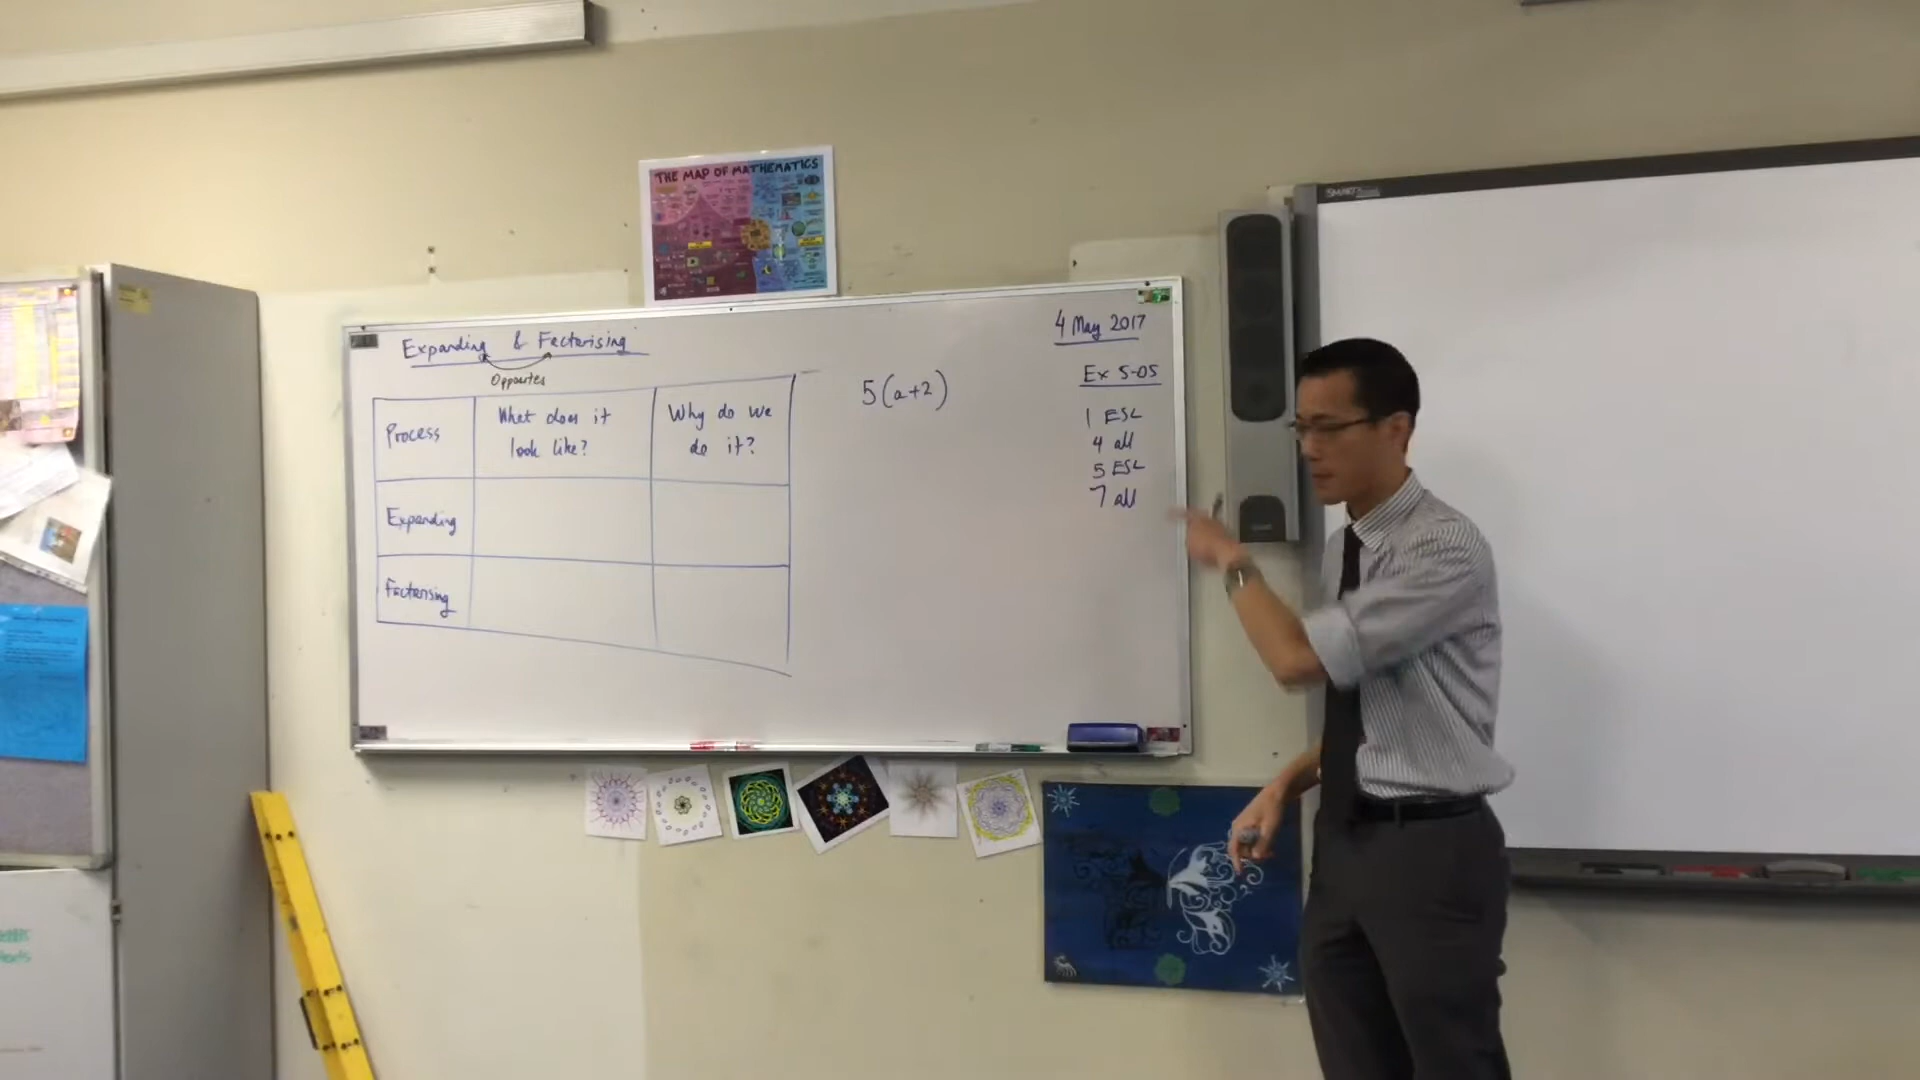 THE MAP OF MATHEMATICS
SMART
Expanding & Factorising
Opposites
Process
What does it
look like?
Why do we
do it?
Expanding
Factorising
5(a+2)
4 May 2017
Ex 5-05
1 ESL
4 all
5 ESL
7 all